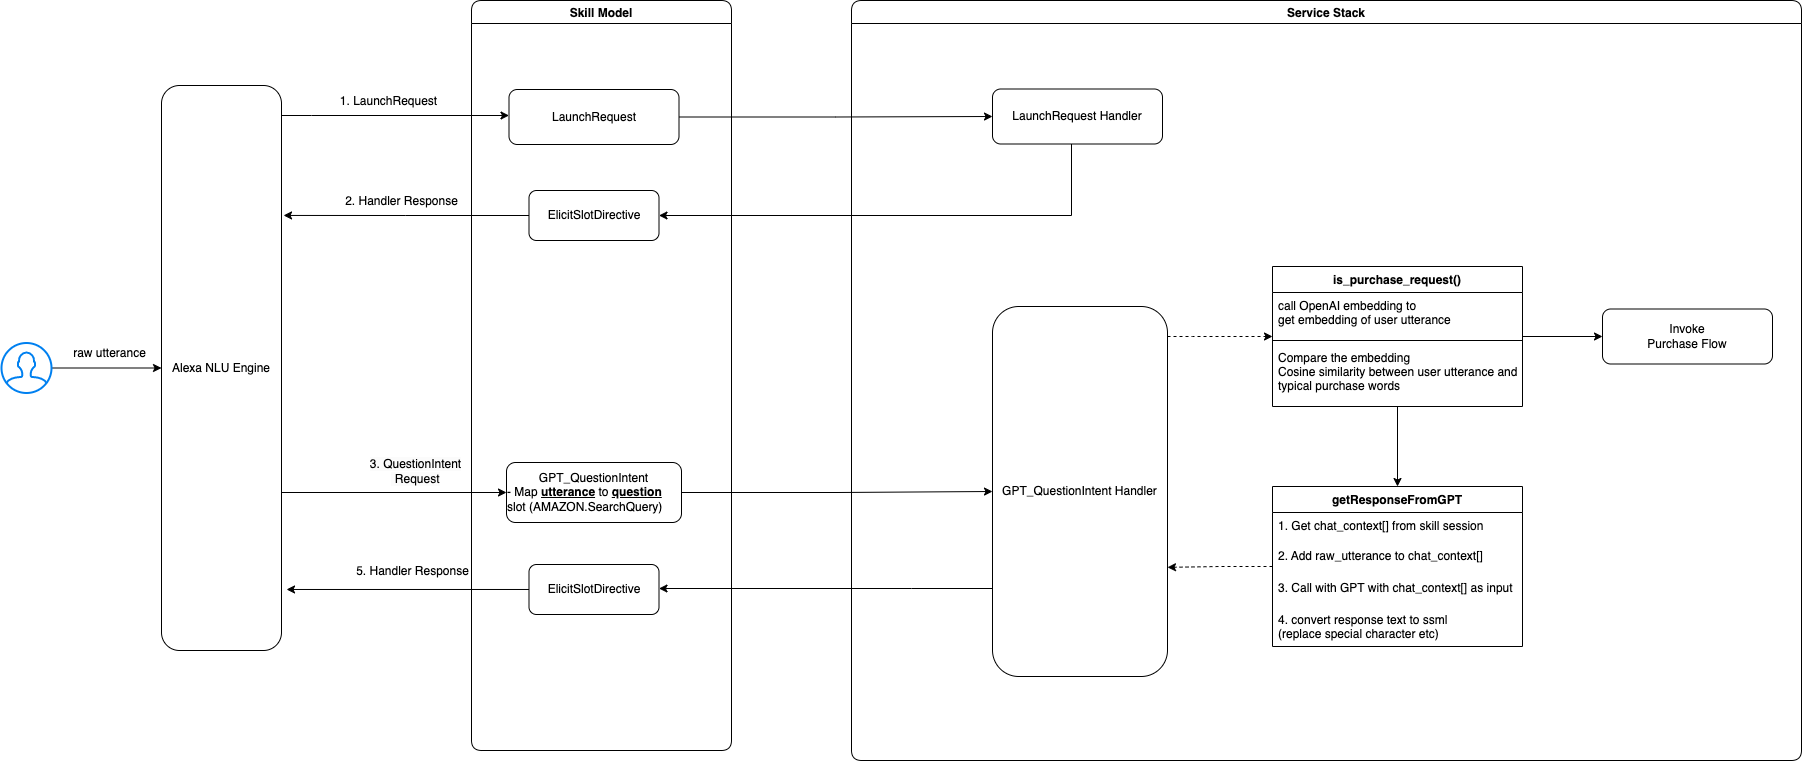 Skill Model
Service Stack
1. LaunchRequest
LaunchRequest
LaunchRequest Handler
2. Handler Response
ElicitSlotDirective
is_purchase_request()
call OpenAI embedding to
get embedding of user utterance
Compare the embedding
Cosine similarity between user utterance and
typical purchase words
Invoke
Purchase Flow
raw utterance
Alexa NLU Engine
3. QuestionIntent
Request
GPT_QuestionIntent
- Map utterance to question
slot (AMAZON.SearchQuery)
GPT_QuestionIntent Handler
getResponseFromGPT
1. Get chat_context[] from skill session
2. Add raw_utterance to chat_context[]
3. Call with GPT with chat_context[] as input
4. convert response text to ssml
(replace special character etc)
5. Handler Response
ElicitSlotDirective